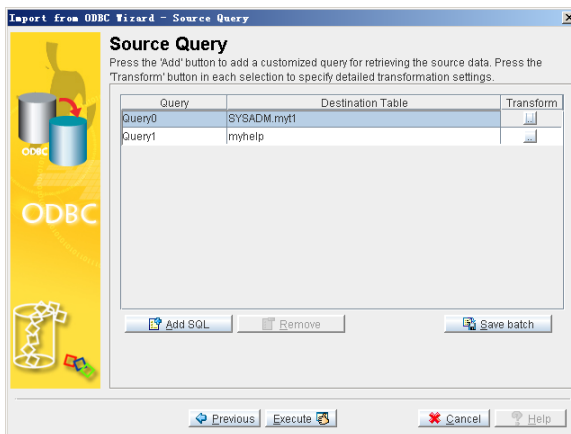 Import from ODBC Wizard - Source Query
Source Query
Press the 'Add' button to add a customized query for retrieving the source data. Press the
'Transform' button in each selection to specify detailed transformation settings.
Query Destination Table Transform
Query0 SYSADM.myt1 ...
Query1 myhelp ...
ODBC
ODBC
Add SQL Remove Save batch
Previous Execute Cancel Help